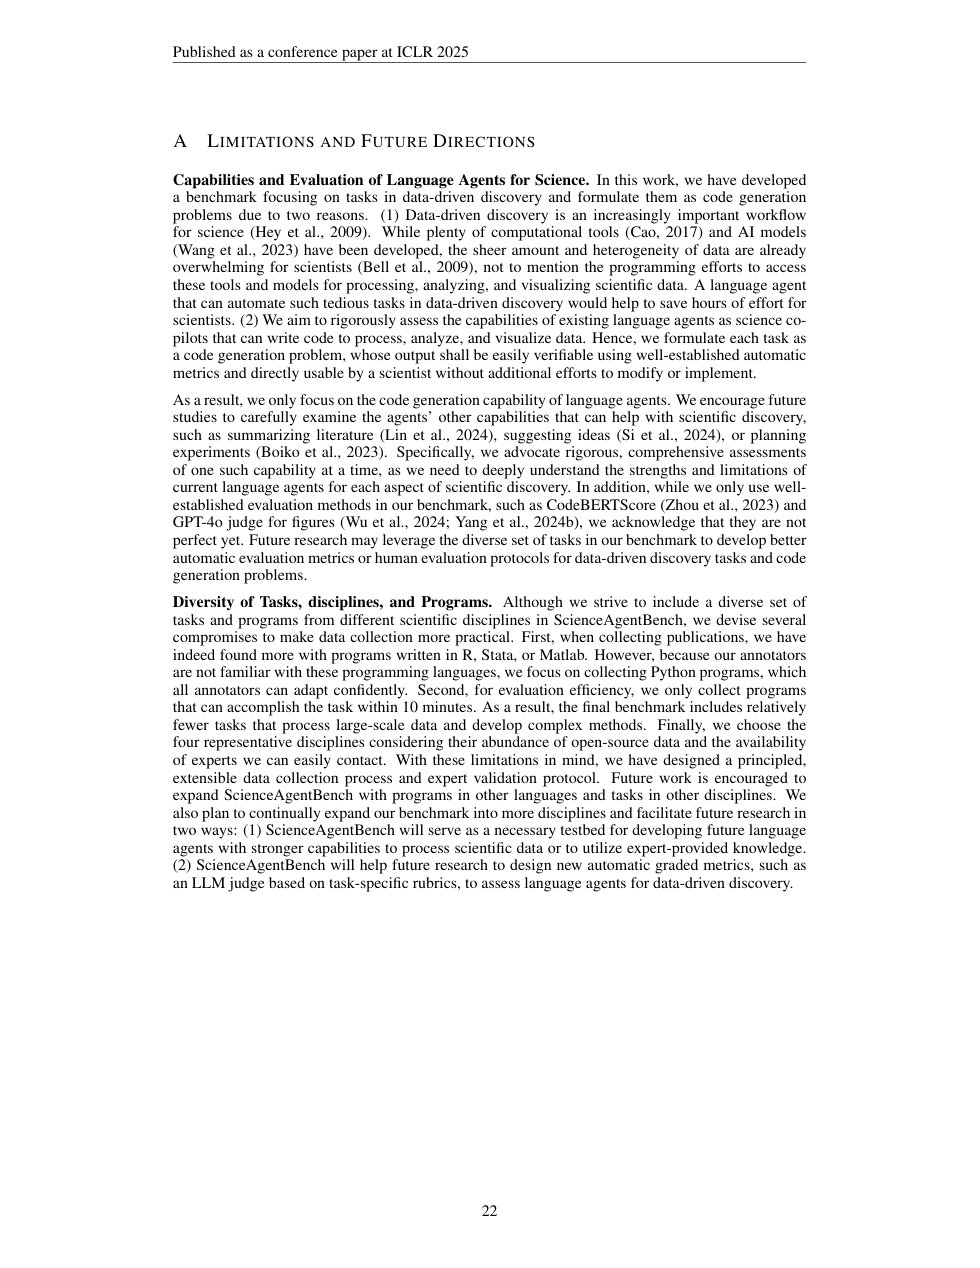 Published as a conference paper at ICLR 2025
A LIMITATIONS AND FUTURE DIRECTIONS
Capabilities and Evaluation of Language Agents for Science. In this work, we have developed
a benchmark focusing on tasks in data-driven discovery and formulate them as code generation
problems due to two reasons. (1) Data-driven discovery is an increasingly important workflow
for science (Hey et al., 2009). While plenty of computational tools (Cao, 2017) and AI models
(Wang et al., 2023) have been developed, the sheer amount and heterogeneity of data are already
overwhelming for scientists (Bell et al., 2009), not to mention the programming efforts to access
these tools and models for processing, analyzing, and visualizing scientific data. A language agent
that can automate such tedious tasks in data-driven discovery would help to save hours of effort for
scientists. (2) We aim to rigorously assess the capabilities of existing language agents as science co-
pilots that can write code to process, analyze, and visualize data. Hence, we formulate each task as
a code generation problem, whose output shall be easily verifiable using well-established automatic
metrics and directly usable by a scientist without additional efforts to modify or implement.
As a result, we only focus on the code generation capability of language agents. We encourage future
studies to carefully examine the agents' other capabilities that can help with scientific discovery,
such as summarizing literature (Lin et al., 2024), suggesting ideas (Si et al., 2024), or planning
experiments (Boiko et al., 2023). Specifically, we advocate rigorous, comprehensive assessments
of one such capability at a time, as we need to deeply understand the strengths and limitations of
current language agents for each aspect of scientific discovery. In addition, while we only use well-
established evaluation methods in our benchmark, such as CodeBERTScore (Zhou et al., 2023) and
GPT-4o judge for figures (Wu et al., 2024; Yang et al., 2024b), we acknowledge that they are not
perfect yet. Future research may leverage the diverse set of tasks in our benchmark to develop better
automatic evaluation metrics or human evaluation protocols for data-driven discovery tasks and code
generation problems.
Diversity of Tasks, disciplines, and Programs. Although we strive to include a diverse set of
tasks and programs from different scientific disciplines in ScienceAgentBench, we devise several
compromises to make data collection more practical. First, when collecting publications, we have
indeed found more with programs written in R, Stata, or Matlab. However, because our annotators
are not familiar with these programming languages, we focus on collecting Python programs, which
all annotators can adapt confidently. Second, for evaluation efficiency, we only collect programs
that can accomplish the task within 10 minutes. As a result, the final benchmark includes relatively
fewer tasks that process large-scale data and develop complex methods. Finally, we choose the
four representative disciplines considering their abundance of open-source data and the availability
of experts we can easily contact. With these limitations in mind, we have designed a principled,
extensible data collection process and expert validation protocol. Future work is encouraged to
expand ScienceAgentBench with programs in other languages and tasks in other disciplines. We
also plan to continually expand our benchmark into more disciplines and facilitate future research in
two ways: (1) ScienceAgentBench will serve as a necessary testbed for developing future language
agents with stronger capabilities to process scientific data or to utilize expert-provided knowledge.
(2) ScienceAgentBench will help future research to design new automatic graded metrics, such as
an LLM judge based on task-specific rubrics, to assess language agents for data-driven discovery.
22